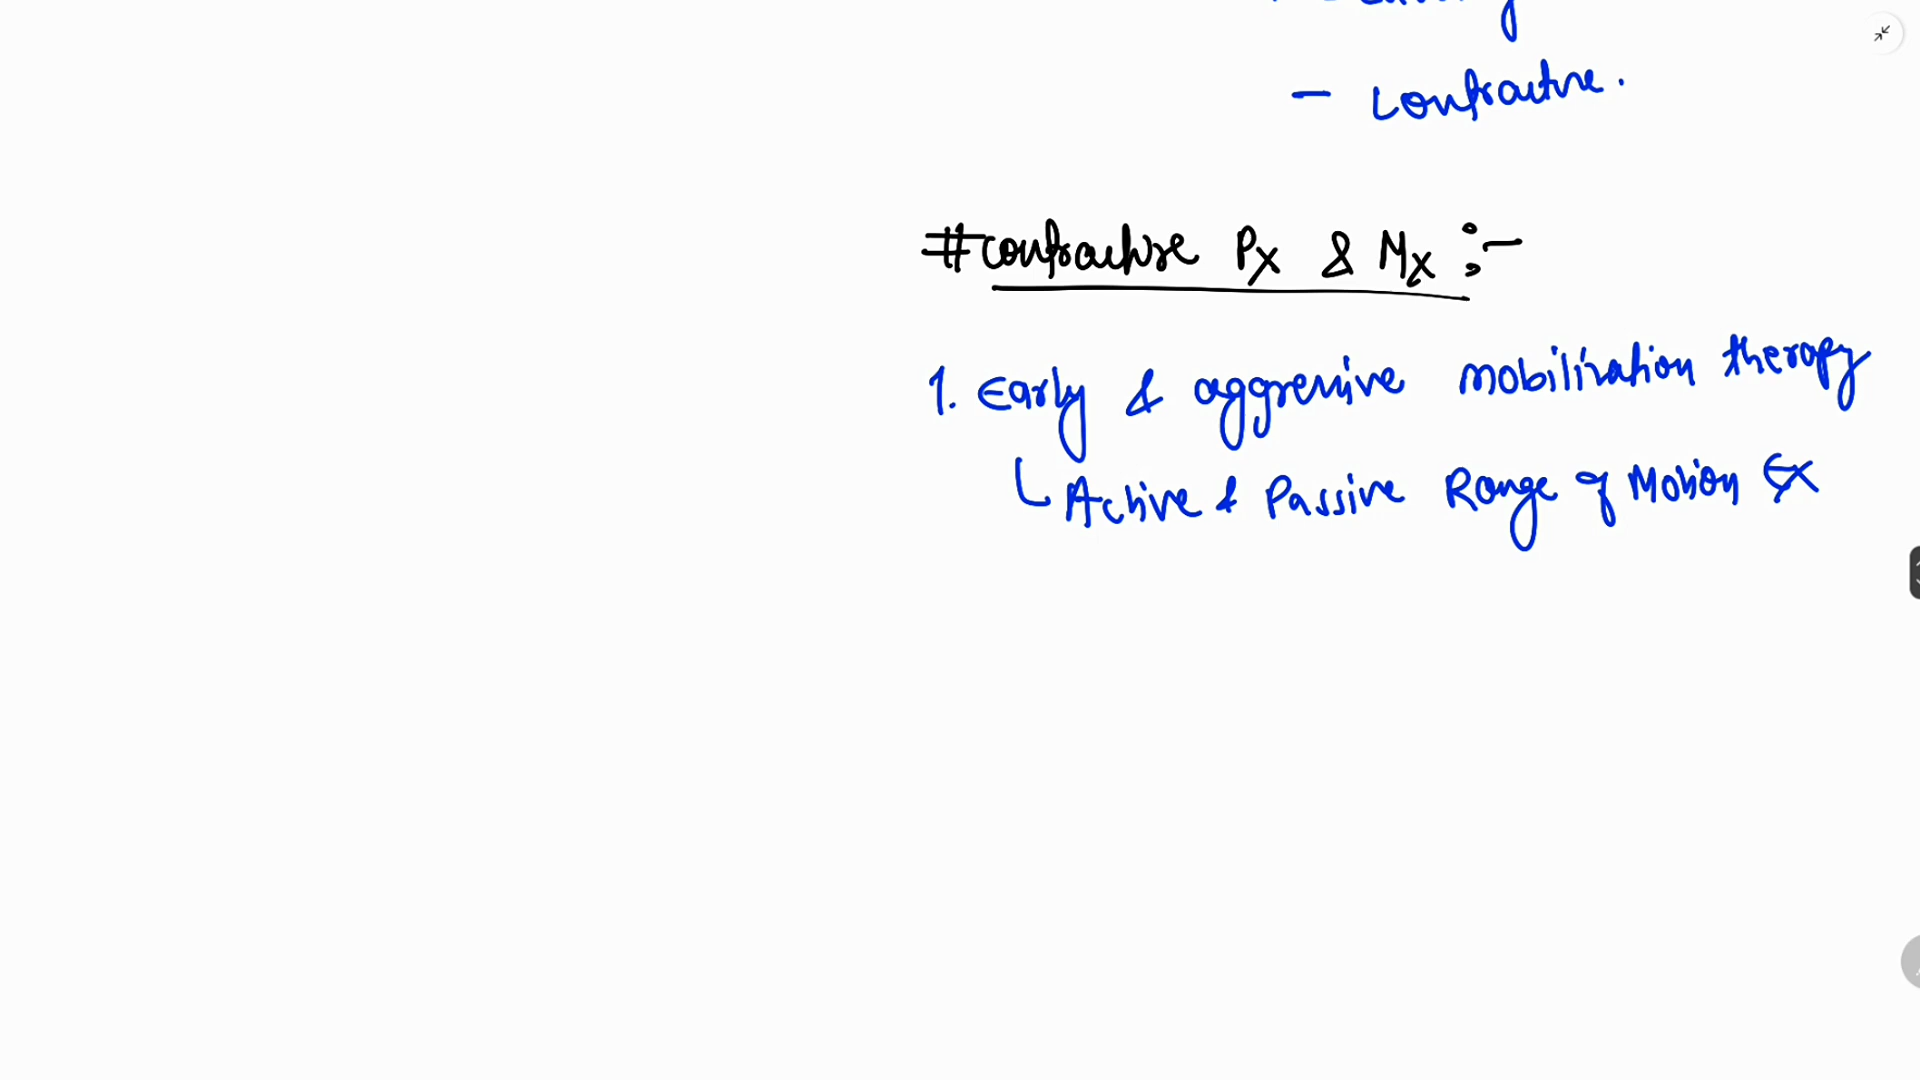 - Contracture.
#Contracture Px & Mx :-
1. Early & aggressive mobilization therapy
Active & Passive Range of Motion Ex